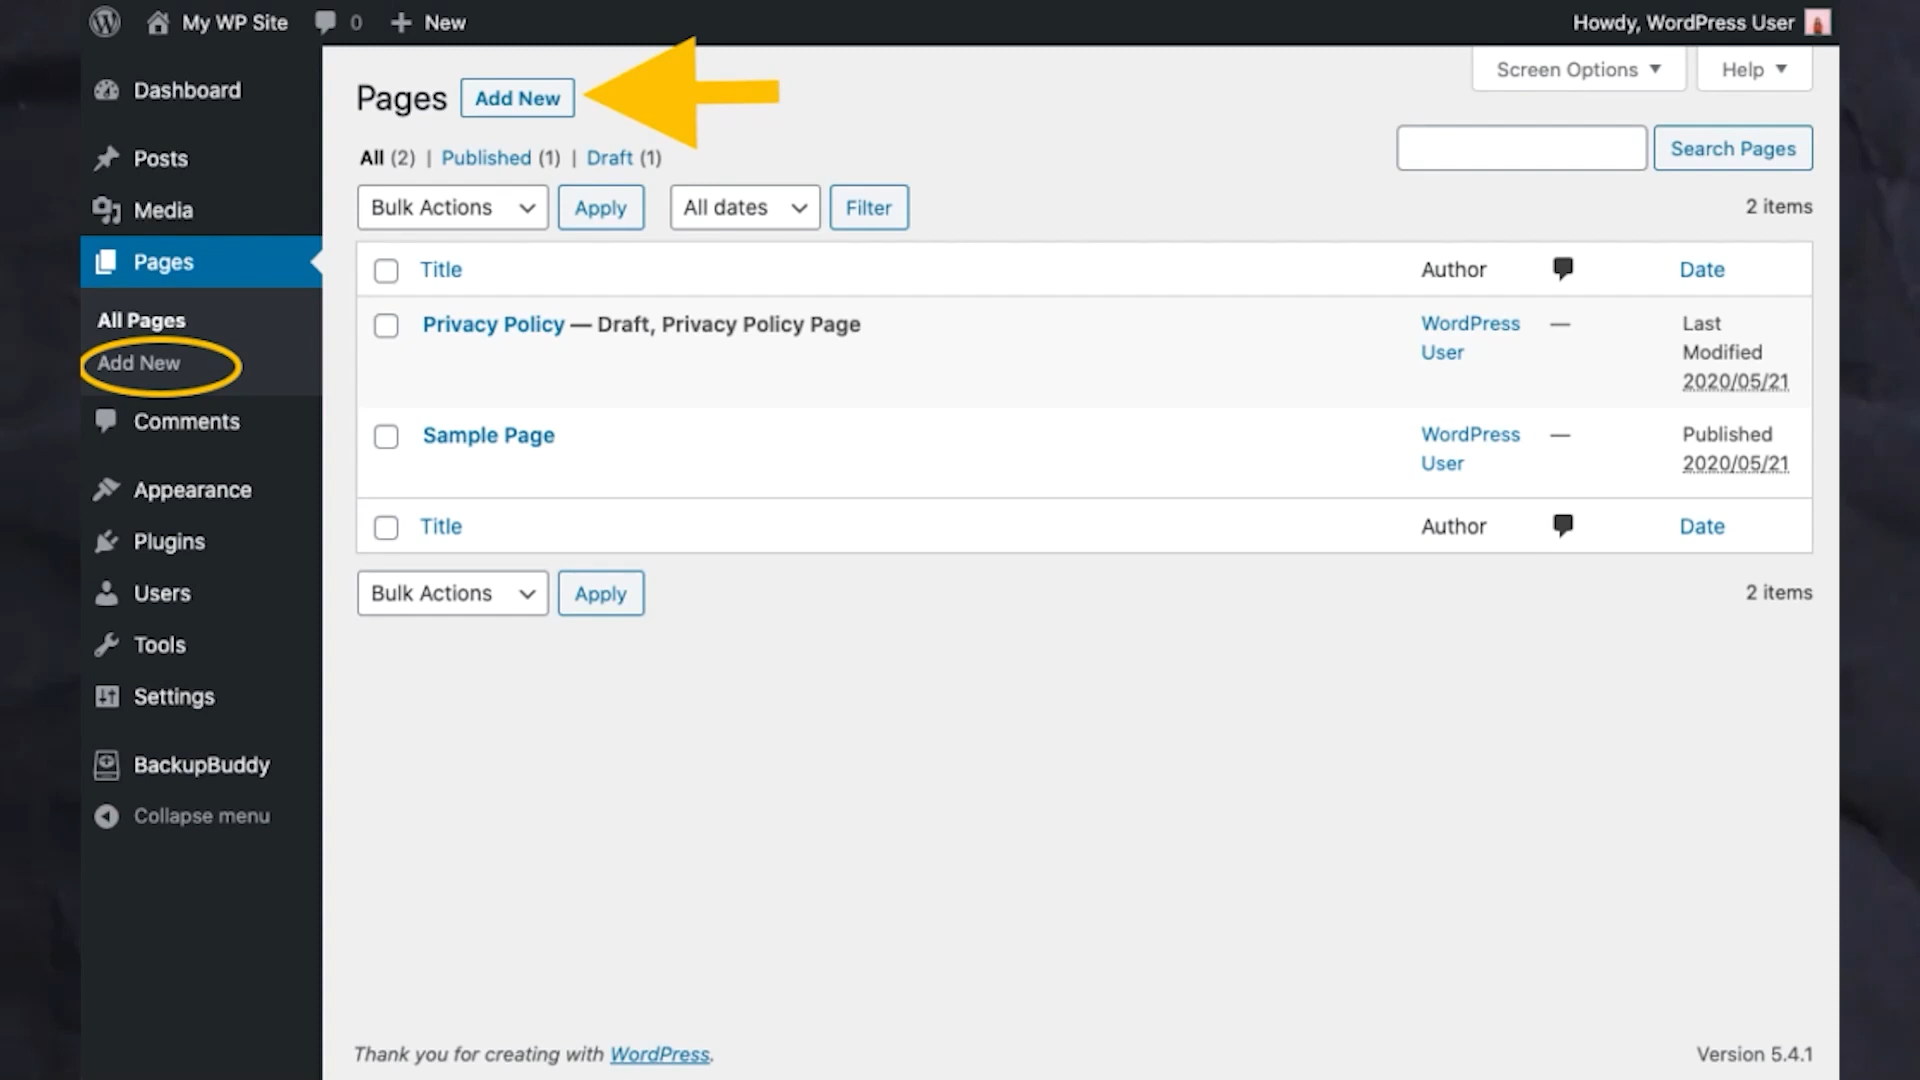 My WP Site 0 New Howdy, WordPress User
Dashboard
Posts
Media
Pages
All Pages
Add New
Comments
Appearance
Plugins
Users
Tools
Settings
BackupBuddy
Collapse menu
Screen Options Help
Pages Add New
All (2) | Published (1) | Draft (1)
Search Pages
Bulk Actions Apply All dates Filter 2 items
Title Author Date
Privacy Policy — Draft, Privacy Policy Page WordPress User — Last Modified 2020/05/21
Sample Page WordPress User — Published 2020/05/21
Title Author Date
Bulk Actions Apply 2 items
Thank you for creating with WordPress. Version 5.4.1